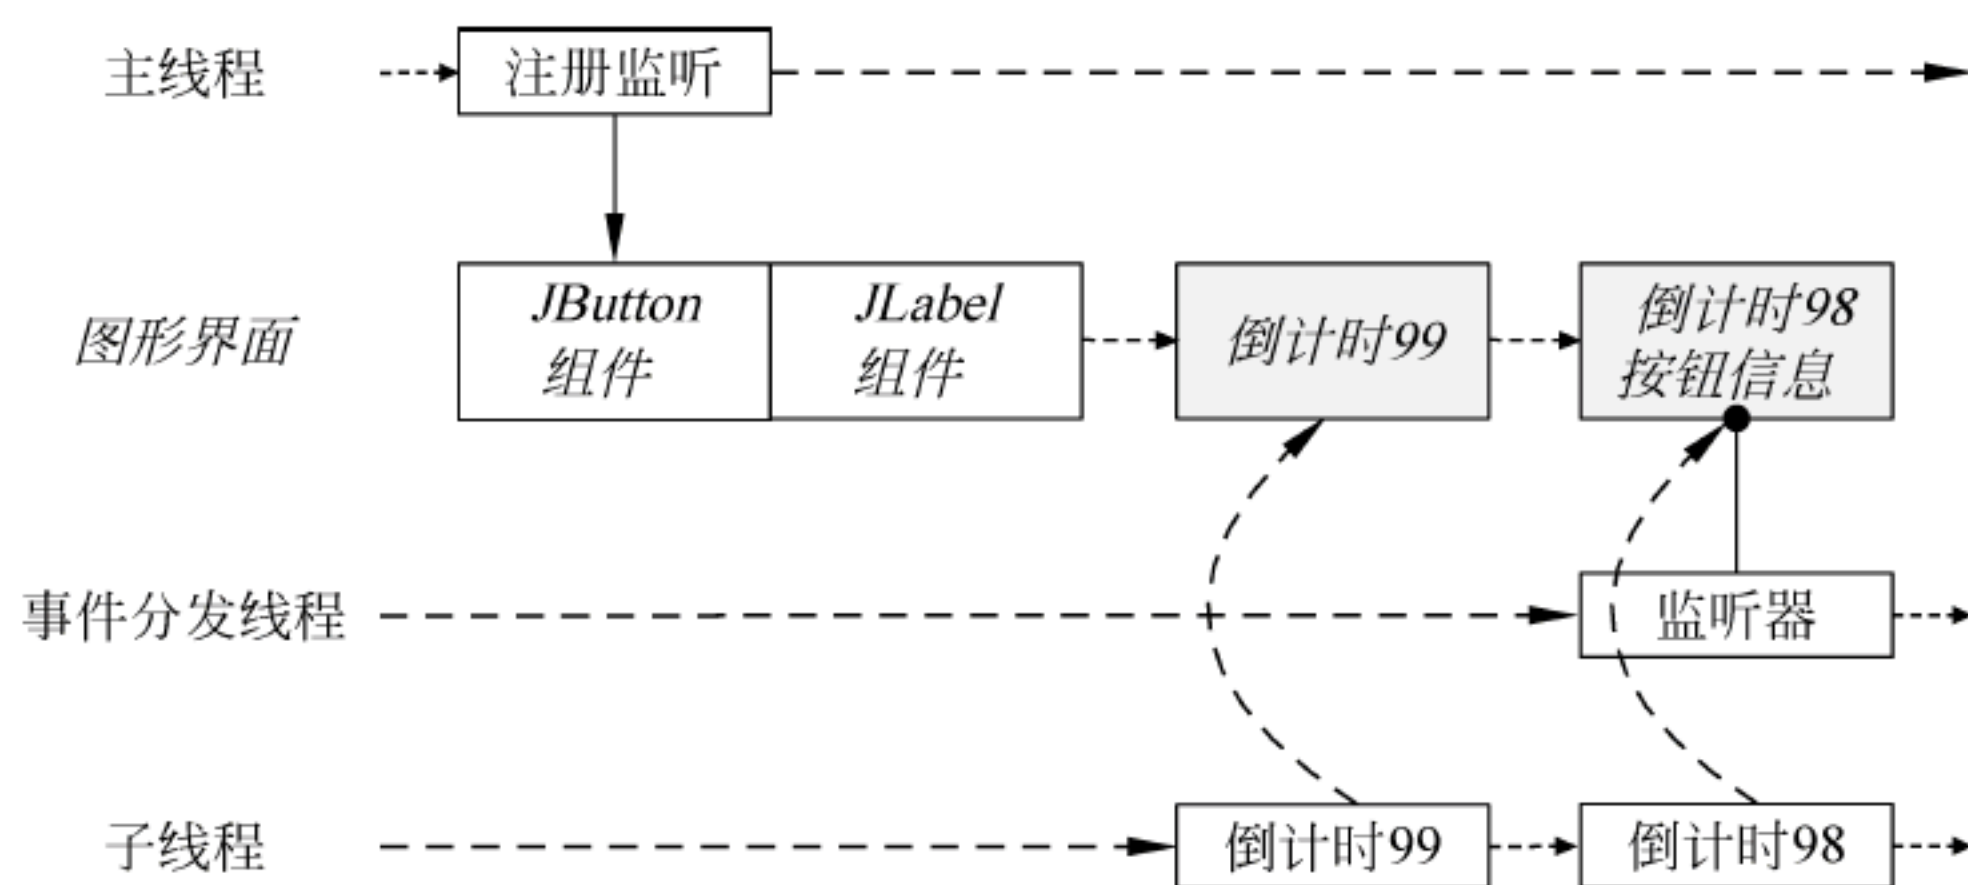 主线程
注册监听
图形界面
JButton
组件
JLabel
组件
倒计时99
倒计时98
按钮信息
事件分发线程
监听器
子线程
倒计时99
倒计时98